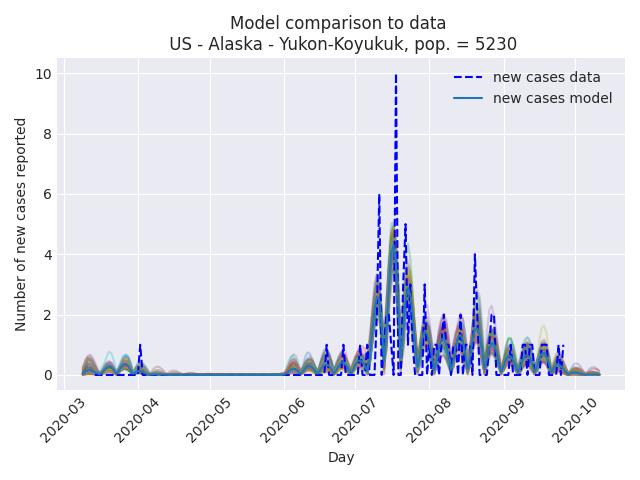 Model comparison to data
US - Alaska - Yukon-Koyukuk, pop. = 5230
new cases data
new cases model
Number of new cases reported
10
8
6
4
2
0
2020-03
2020-04
2020-05
2020-06
2020-07
2020-08
2020-09
2020-10
Day